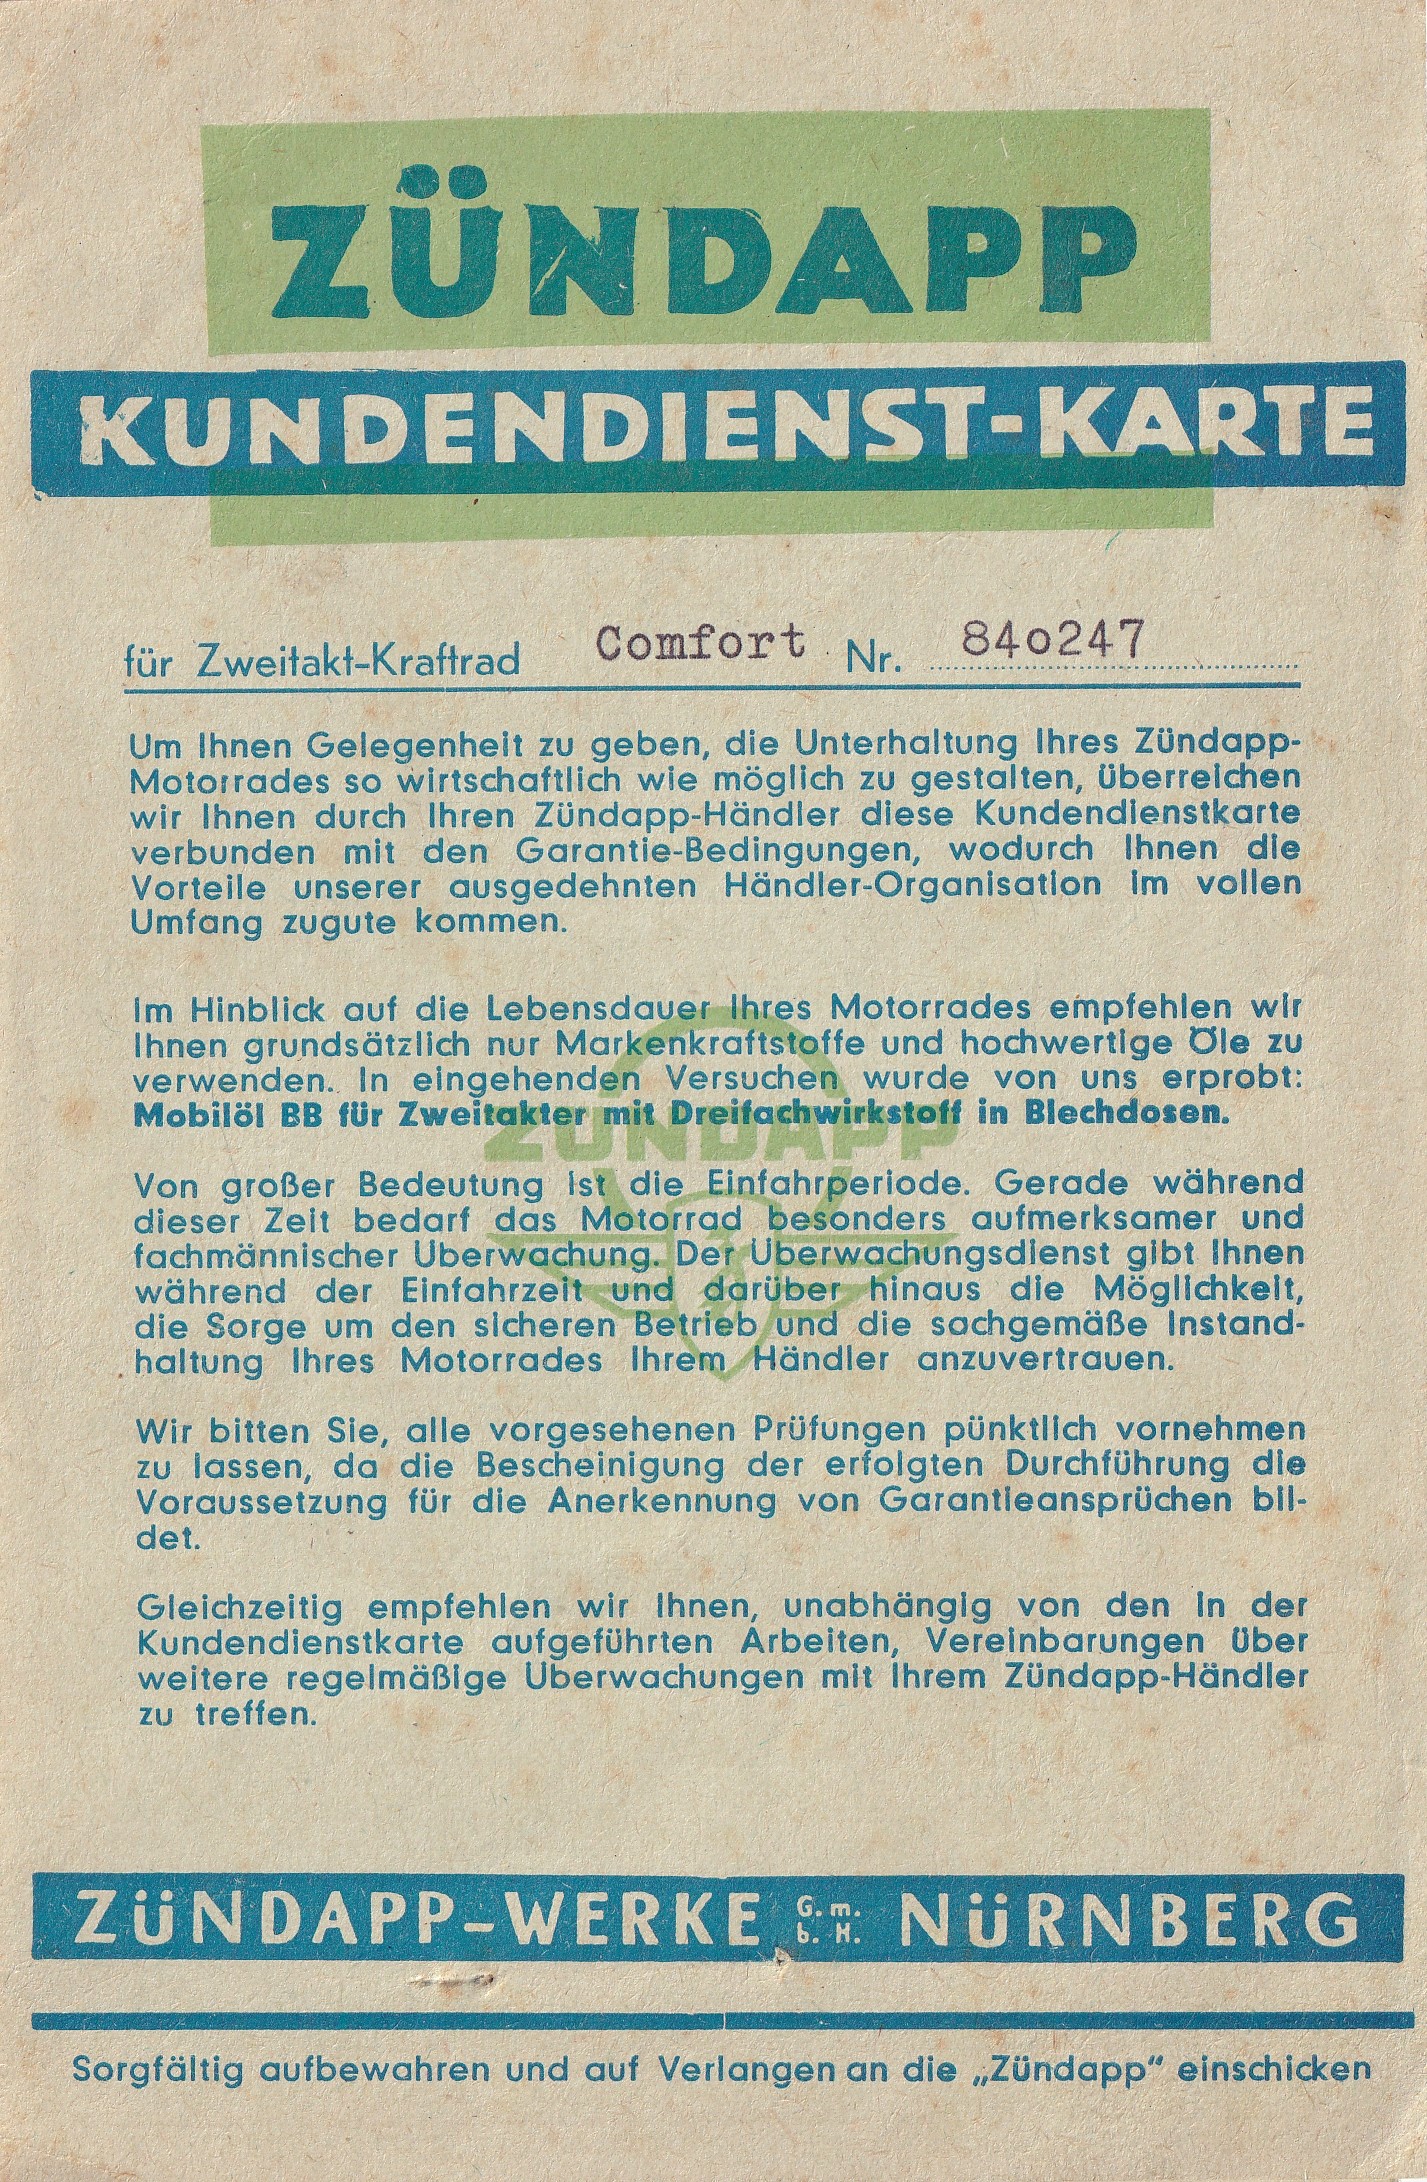 ZÜNDAPP
KUNDENDIENST-KARTE
für Zweitakt-Kraftrad Comfort Nr. 840247
Um Ihnen Gelegenheit zu geben, die Unterhaltung Ihres Zündapp-
Motorrades so wirtschaftlich wie möglich zu gestalten, überreichen
wir Ihnen durch Ihren Zündapp-Händler diese Kundendienstkarte
verbunden mit den Garantie-Bedingungen, wodurch Ihnen die
Vorteile unserer ausgedehnten Händler-Organisation im vollen
Umfang zugute kommen.
Im Hinblick auf die Lebensdauer Ihres Motorrades empfehlen wir
Ihnen grundsätzlich nur Markenkraftstoffe und hochwertige Öle zu
verwenden. In eingehenden Versuchen wurde von uns erprobt:
Mobilöl BB für Zweitakter mit Dreifachwirkstoff in Blechdosen.
ZÜNDAPP
Von großer Bedeutung ist die Einfahrperiode. Gerade während
dieser Zeit bedarf das Motorrad besonders aufmerksamer und
fachmännischer Überwachung. Der Überwachungsdienst gibt Ihnen
während der Einfahrzeit und darüber hinaus die Möglichkeit,
die Sorge um den sicheren Betrieb und die sachgemäße Instand-
haltung Ihres Motorrades Ihrem Händler anzuvertrauen.
Wir bitten Sie, alle vorgesehenen Prüfungen pünktlich vornehmen
zu lassen, da die Bescheinigung der erfolgten Durchführung die
Voraussetzung für die Anerkennung von Garantieansprüchen bil-
det.
Gleichzeitig empfehlen wir Ihnen, unabhängig von den in der
Kundendienstkarte aufgeführten Arbeiten, Vereinbarungen über
weitere regelmäßige Überwachungen mit Ihrem Zündapp-Händler
zu treffen.
ZÜNDAPP-WERKE G.m.b.H. NÜRNBERG
Sorgfältig aufbewahren und auf Verlangen an die „Zündapp“ einschicken